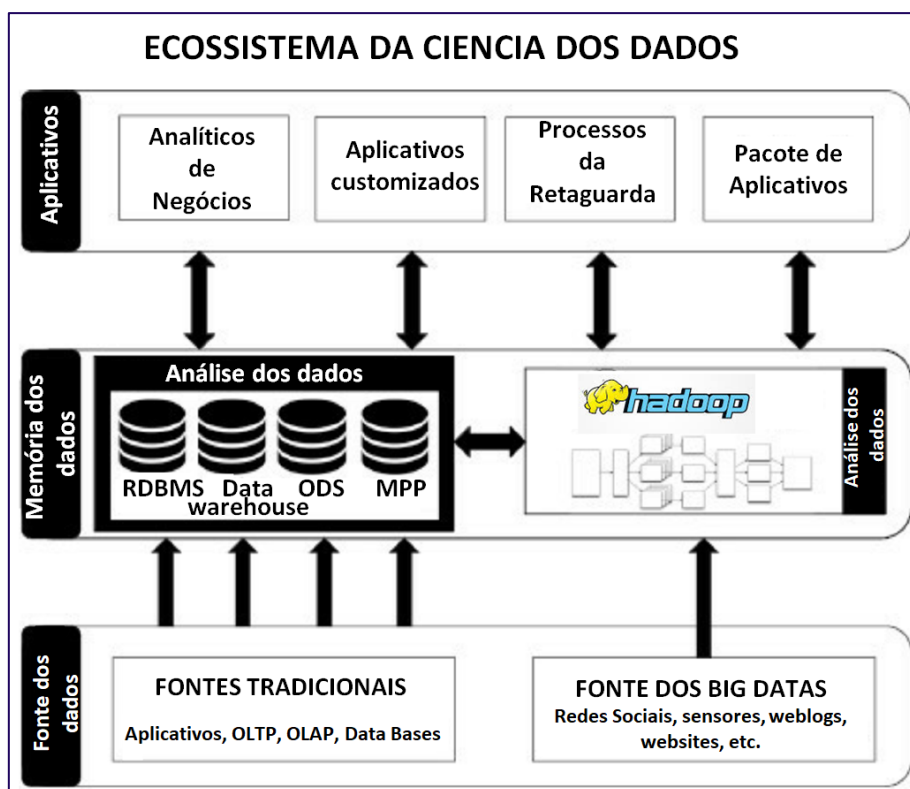 ECOSSISTEMA DA CIENCIA DOS DADOS
Aplicativos
Analíticos
de
Negócios
Aplicativos
customizados
Processos
da
Retaguarda
Pacote de
Aplicativos
Memória dos
dados
Análise dos dados
RDBMS Data ODS MPP
warehouse
hadoop
Análise dos
dados
Fonte dos
dados
FONTES TRADICIONAIS
Aplicativos, OLTP, OLAP, Data Bases
FONTE DOS BIG DATAS
Redes Sociais, sensores, weblogs,
websites, etc.